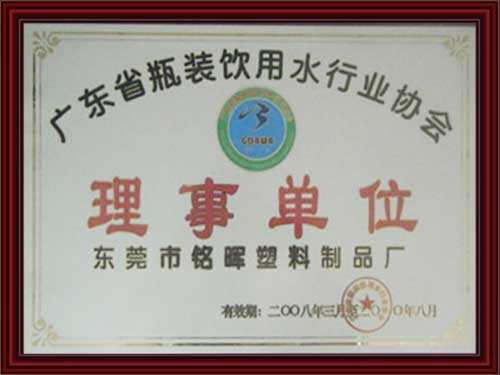 广东省瓶装饮用水行业协会
GDAWA
理事单位
东莞市铭晖塑料制品厂
有效期：二〇〇八年三月至二〇一〇年八月